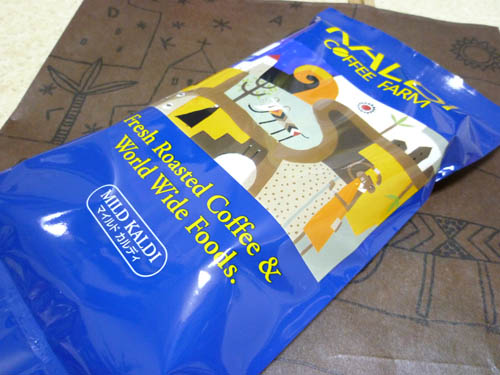 KALDI
COFFEE FARM
Fresh Roasted Coffee &
World Wide Foods.
MILD KALDI
マイルド カルディ